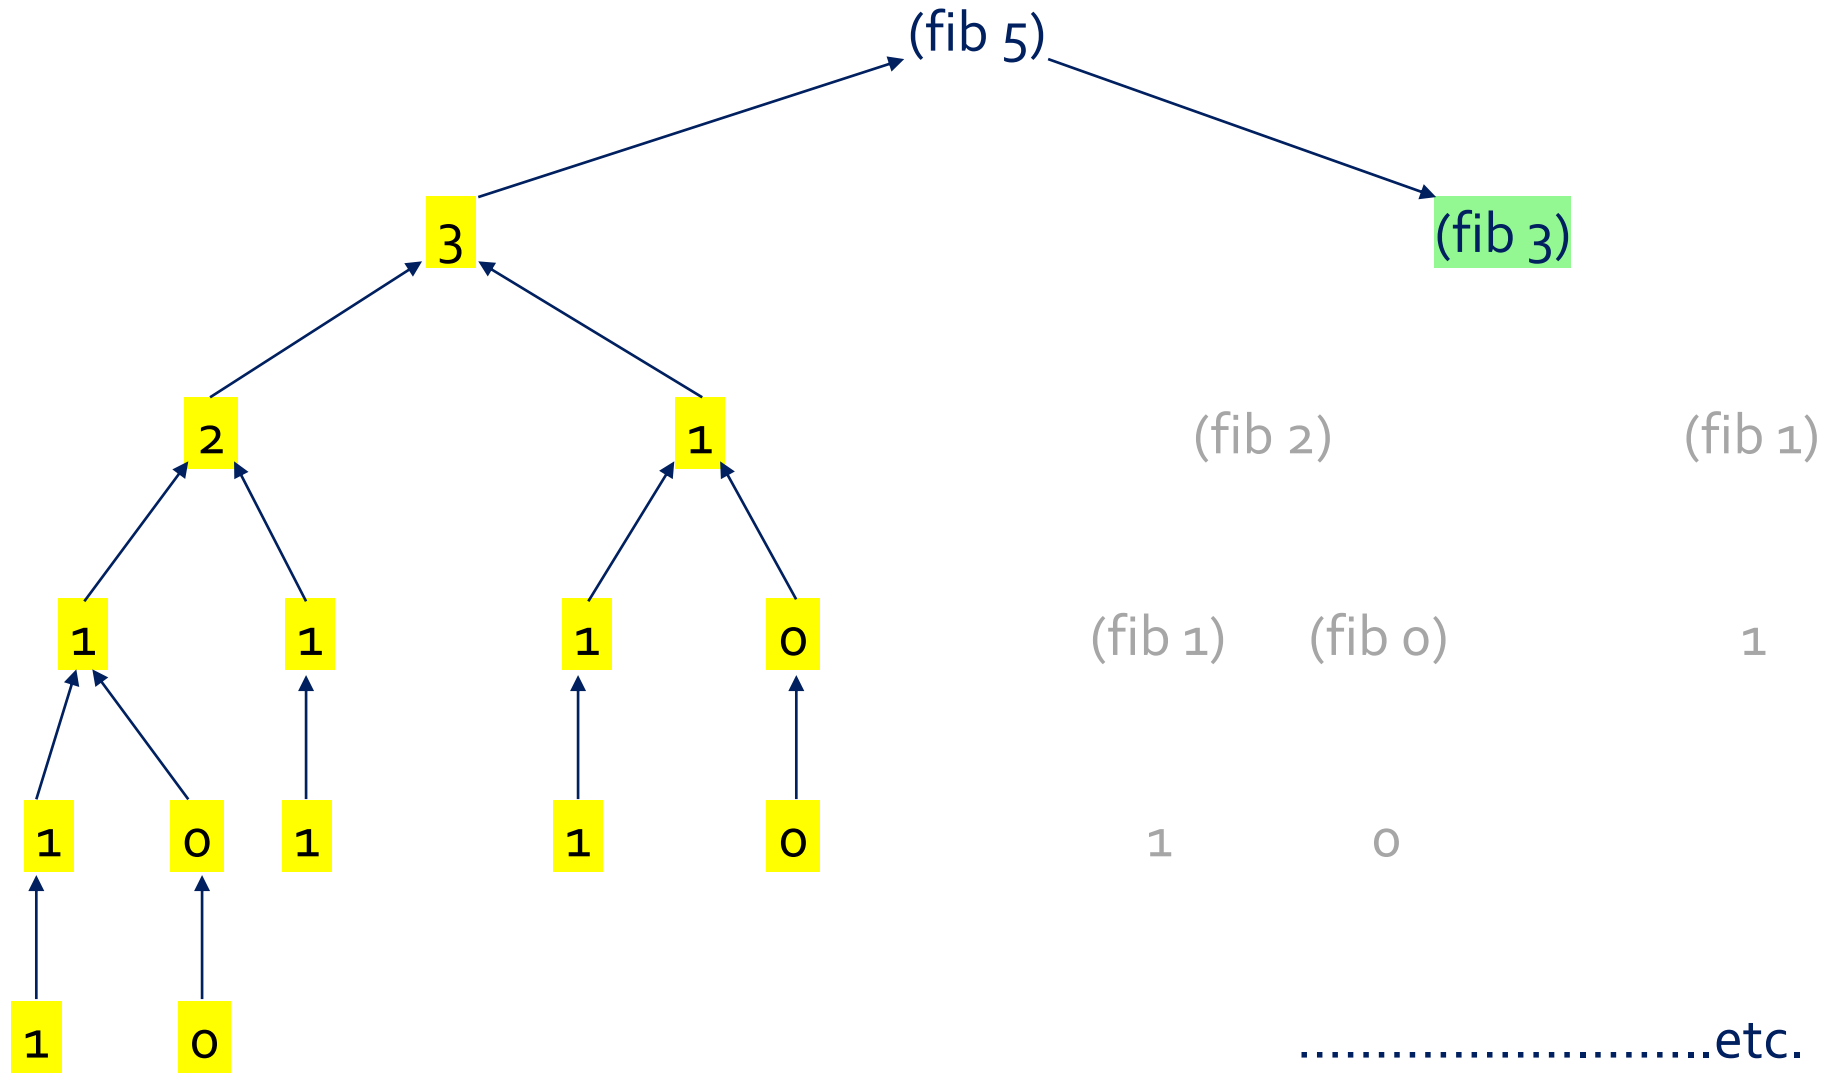 (fib 5)
3 (fib 3)
2 1 (fib 2) (fib 1)
1 1 1 0 (fib 1) (fib 0) 1
1 0 1 1 0 1 0
1 0 ...........................etc.